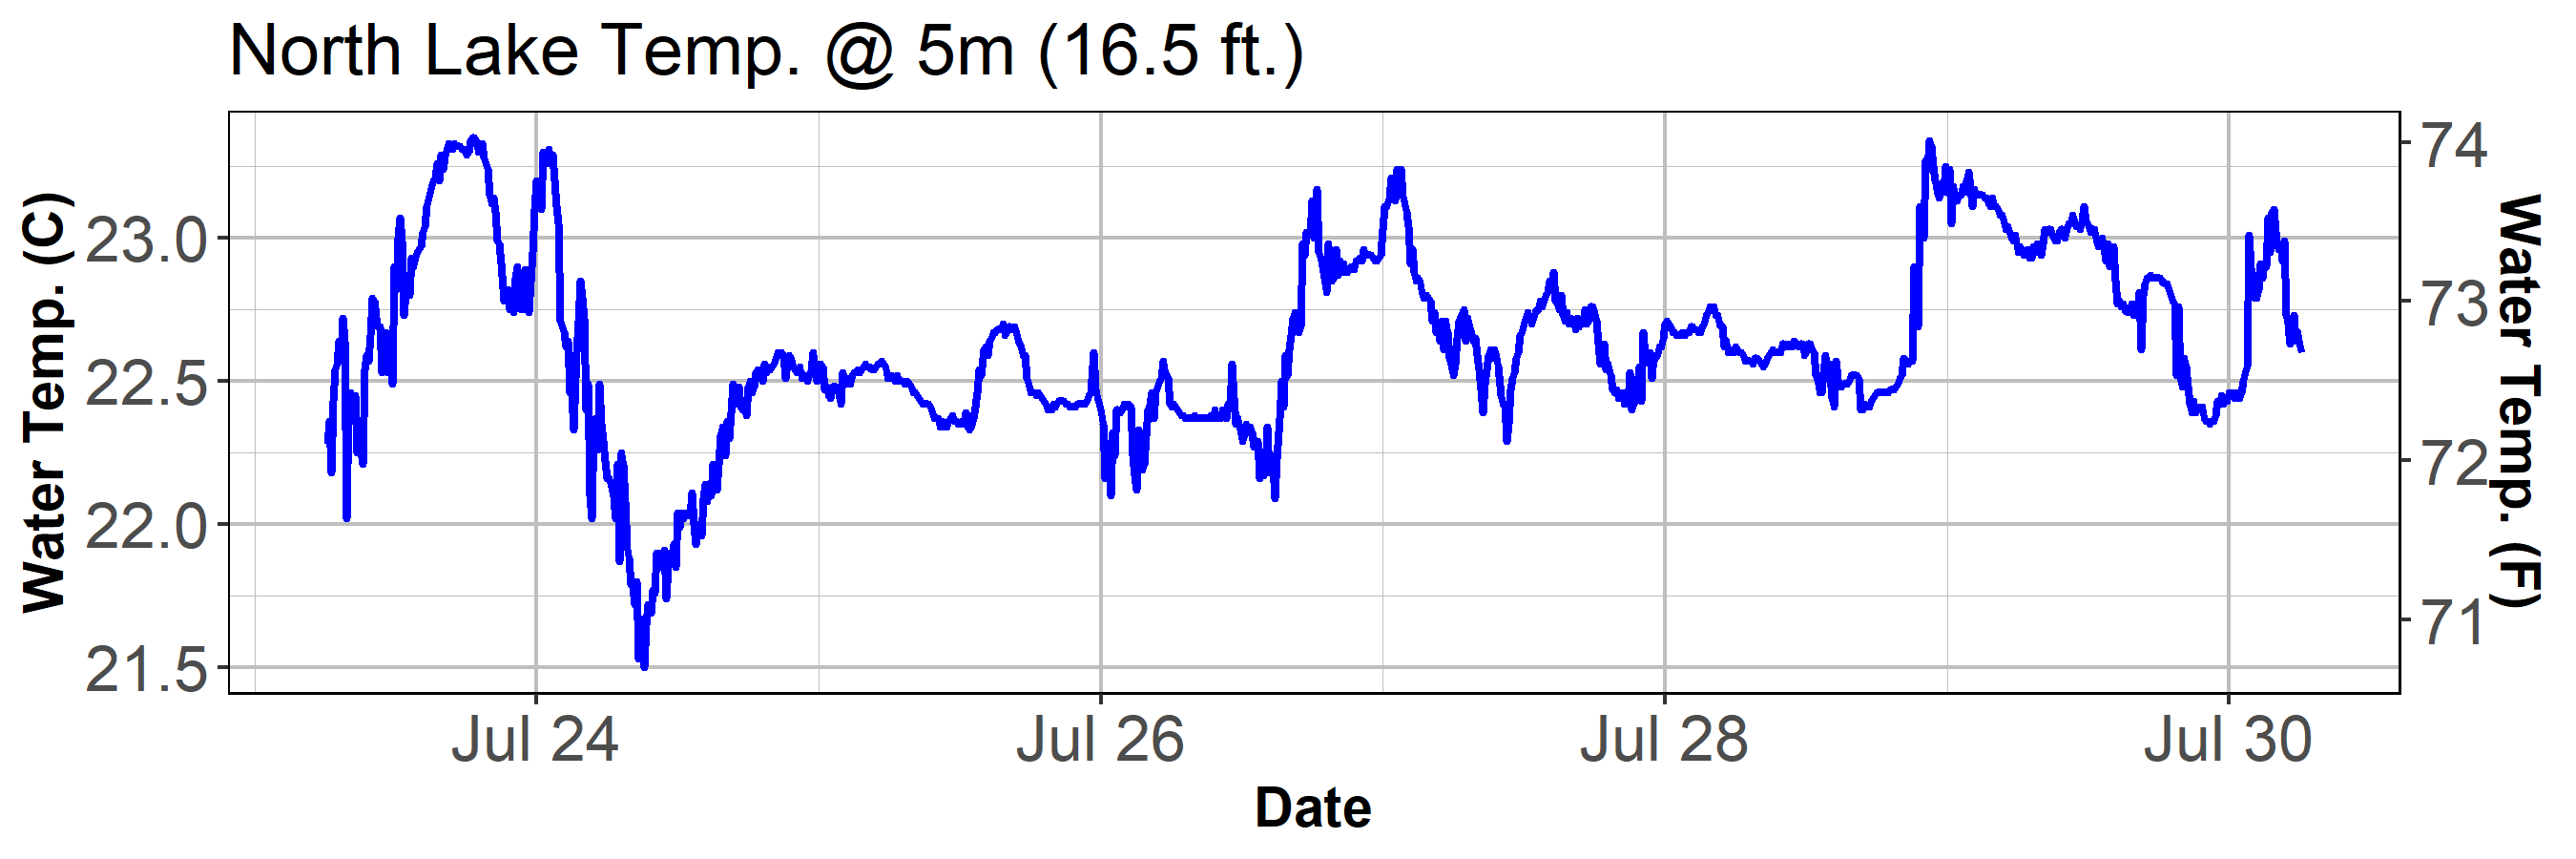 North Lake Temp. @ 5m (16.5 ft.)
Water Temp. (C)
23.0
22.5
22.0
21.5
74
73
72
71
Water Temp. (F)
Jul 24
Jul 26
Jul 28
Jul 30
Date